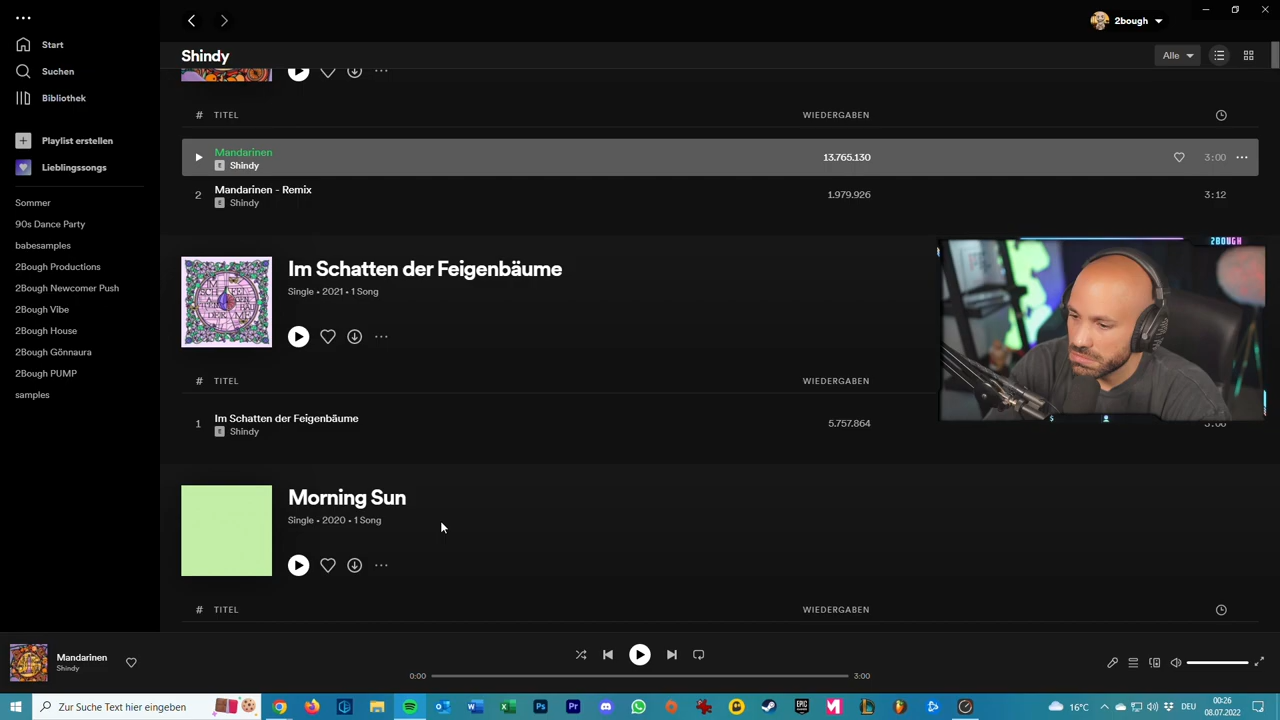 Start
Suchen
Bibliothek
Playlist erstellen
Lieblingssongs
Sommer
90s Dance Party
babesamples
2Bough Productions
2Bough Newcomer Push
2Bough Vibe
2Bough House
2Bough Gönnaura
2Bough PUMP
samples
2bough
Shindy
Alle
# TITEL WIEDERGABEN
Mandarinen 13.765.130 3:00
E Shindy
2 Mandarinen - Remix 1.979.926 3:12
E Shindy
Im Schatten der Feigenbäume
Single • 2021 • 1 Song
# TITEL WIEDERGABEN
1 Im Schatten der Feigenbäume 5.757.864
E Shindy
2BOUGH
Morning Sun
Single • 2020 • 1 Song
# TITEL WIEDERGABEN
Mandarinen
Shindy
0:00 3:00
Zur Suche Text hier eingeben
16°C
DEU
00:26
08.07.2022